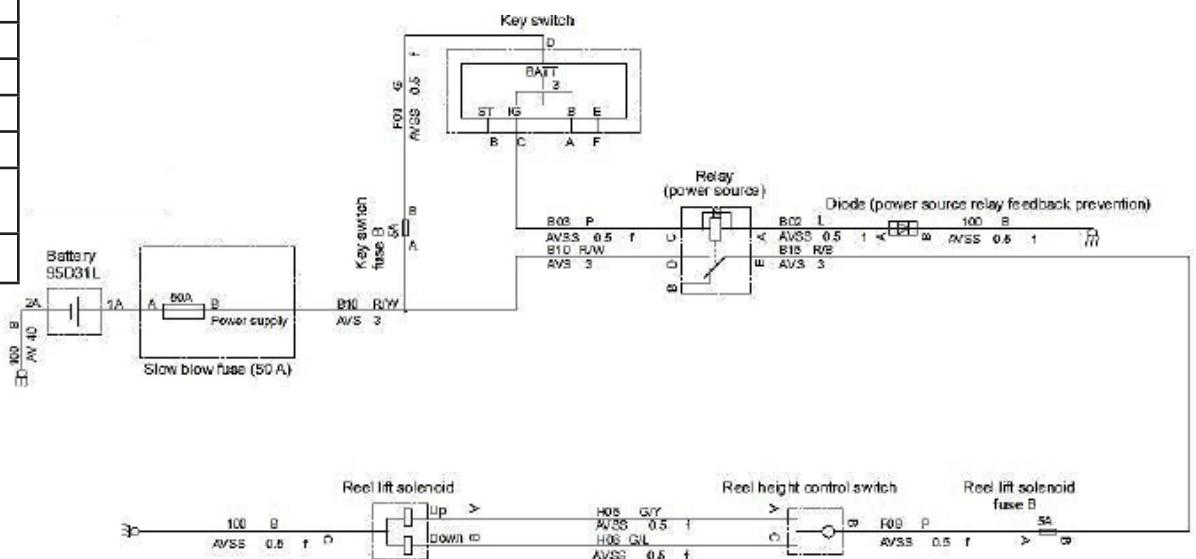 Key switch
D
BATT
3
ST IG B E
B C A F
F01 G
AVSS 0.5 f
Key switch
fuse B
5A
B
A
Relay
(power source)
B03 P
AVSS 0.5 f
B10 R/W
AVS 3
C
D
B
A
E
B02 L
AVSS 0.5 f
B15 R/B
AVS 3
Diode (power source relay feedback prevention)
A
B
100 B
AVSS 0.5 f
Battery
95D31L
2A
1A
100 B
AV 40
A 50A B
Power supply
Slow blow fuse (50 A)
B10 R/W
AVS 3
Reel lift solenoid
Up A
Down B
100 B
AVSS 0.5 f
C
H05 G/Y
AVSS 0.5 f
H06 G/L
AVSS 0.5 f
Reel height control switch
A
C
B
F09 P
AVSS 0.5 f
Reel lift solenoid
fuse B
5A
A B